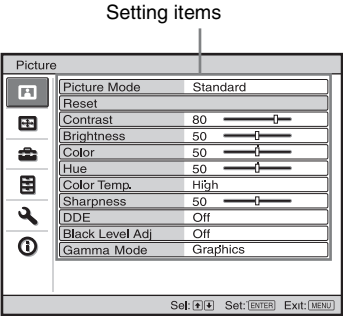 Setting items
Picture
Picture Mode Standard
Reset
Contrast 80
Brightness 50
Color 50
Hue 50
Color Temp. High
Sharpness 50
DDE Off
Black Level Adj Off
Gamma Mode Graphics
Sel: Set: ENTER Exit: MENU